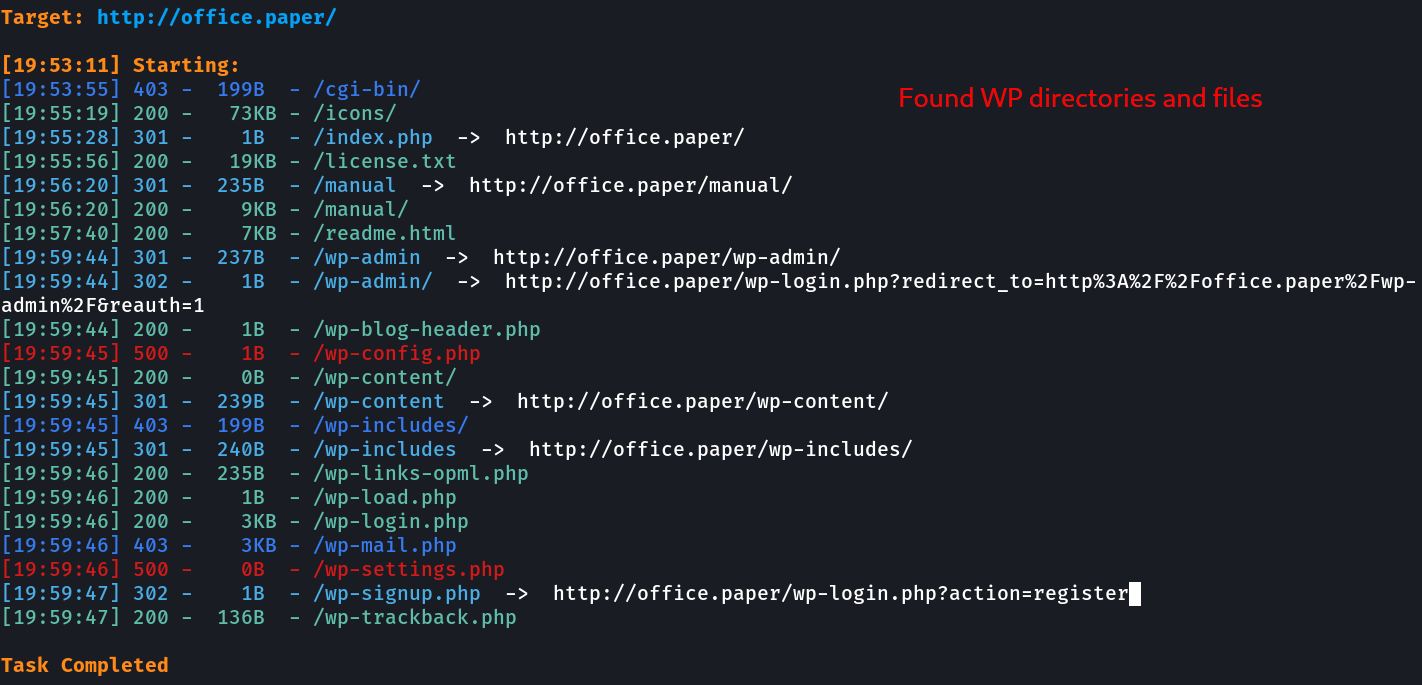 Target: http://office.paper/
[19:53:11] Starting:
[19:53:55] 403 -  199B  - /cgi-bin/
Found WP directories and files
[19:55:19] 200 -   73KB - /icons/
[19:55:28] 301 -    1B  - /index.php  ->  http://office.paper/
[19:55:56] 200 -   19KB - /license.txt
[19:56:20] 301 -  235B  - /manual  ->  http://office.paper/manual/
[19:56:20] 200 -    9KB - /manual/
[19:57:40] 200 -    7KB - /readme.html
[19:59:44] 301 -  237B  - /wp-admin  ->  http://office.paper/wp-admin/
[19:59:44] 302 -    1B  - /wp-admin/  ->  http://office.paper/wp-login.php?redirect_to=http%3A%2F%2Foffice.paper%2Fwp-
admin%2F&reauth=1
[19:59:44] 200 -    1B  - /wp-blog-header.php
[19:59:45] 500 -    1B  - /wp-config.php
[19:59:45] 200 -    0B  - /wp-content/
[19:59:45] 301 -  239B  - /wp-content  ->  http://office.paper/wp-content/
[19:59:45] 403 -  199B  - /wp-includes/
[19:59:45] 301 -  240B  - /wp-includes  ->  http://office.paper/wp-includes/
[19:59:46] 200 -  235B  - /wp-links-opml.php
[19:59:46] 200 -    1B  - /wp-load.php
[19:59:46] 200 -    3KB - /wp-login.php
[19:59:46] 403 -    3KB - /wp-mail.php
[19:59:46] 500 -    0B  - /wp-settings.php
[19:59:47] 302 -    1B  - /wp-signup.php  ->  http://office.paper/wp-login.php?action=register
[19:59:47] 200 -  136B  - /wp-trackback.php
Task Completed